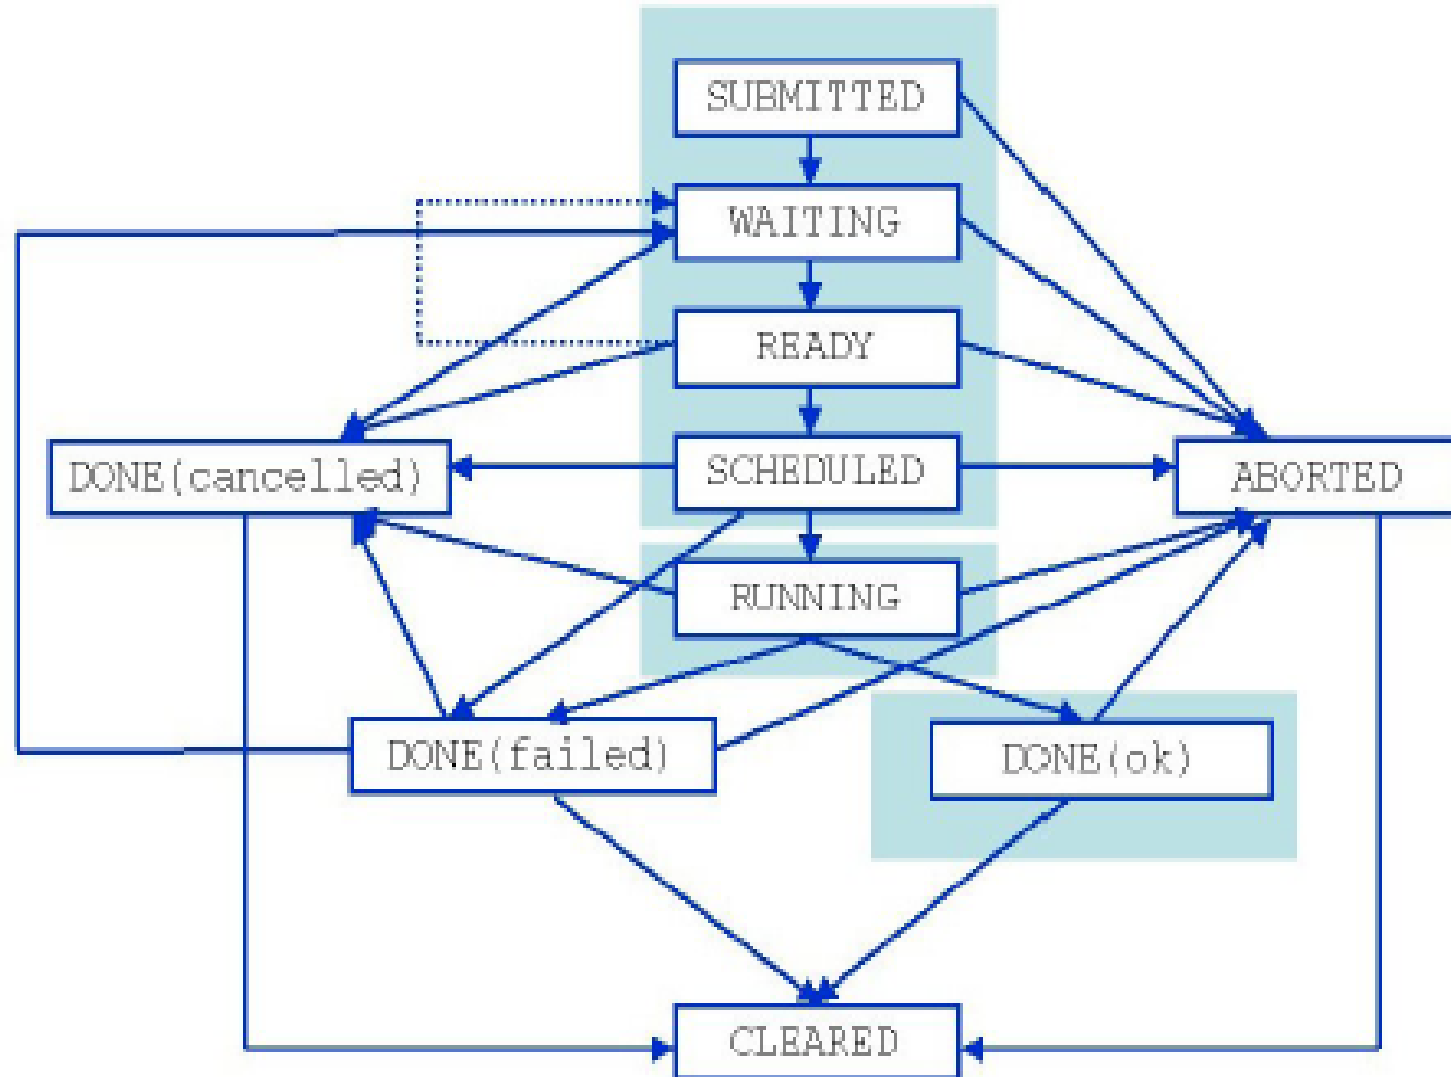 SUBMITTED
WAITING
READY
SCHEDULED
DONE(cancelled)
ABORTED
RUNNING
DONE(failed)
DONE(ok)
CLEARED